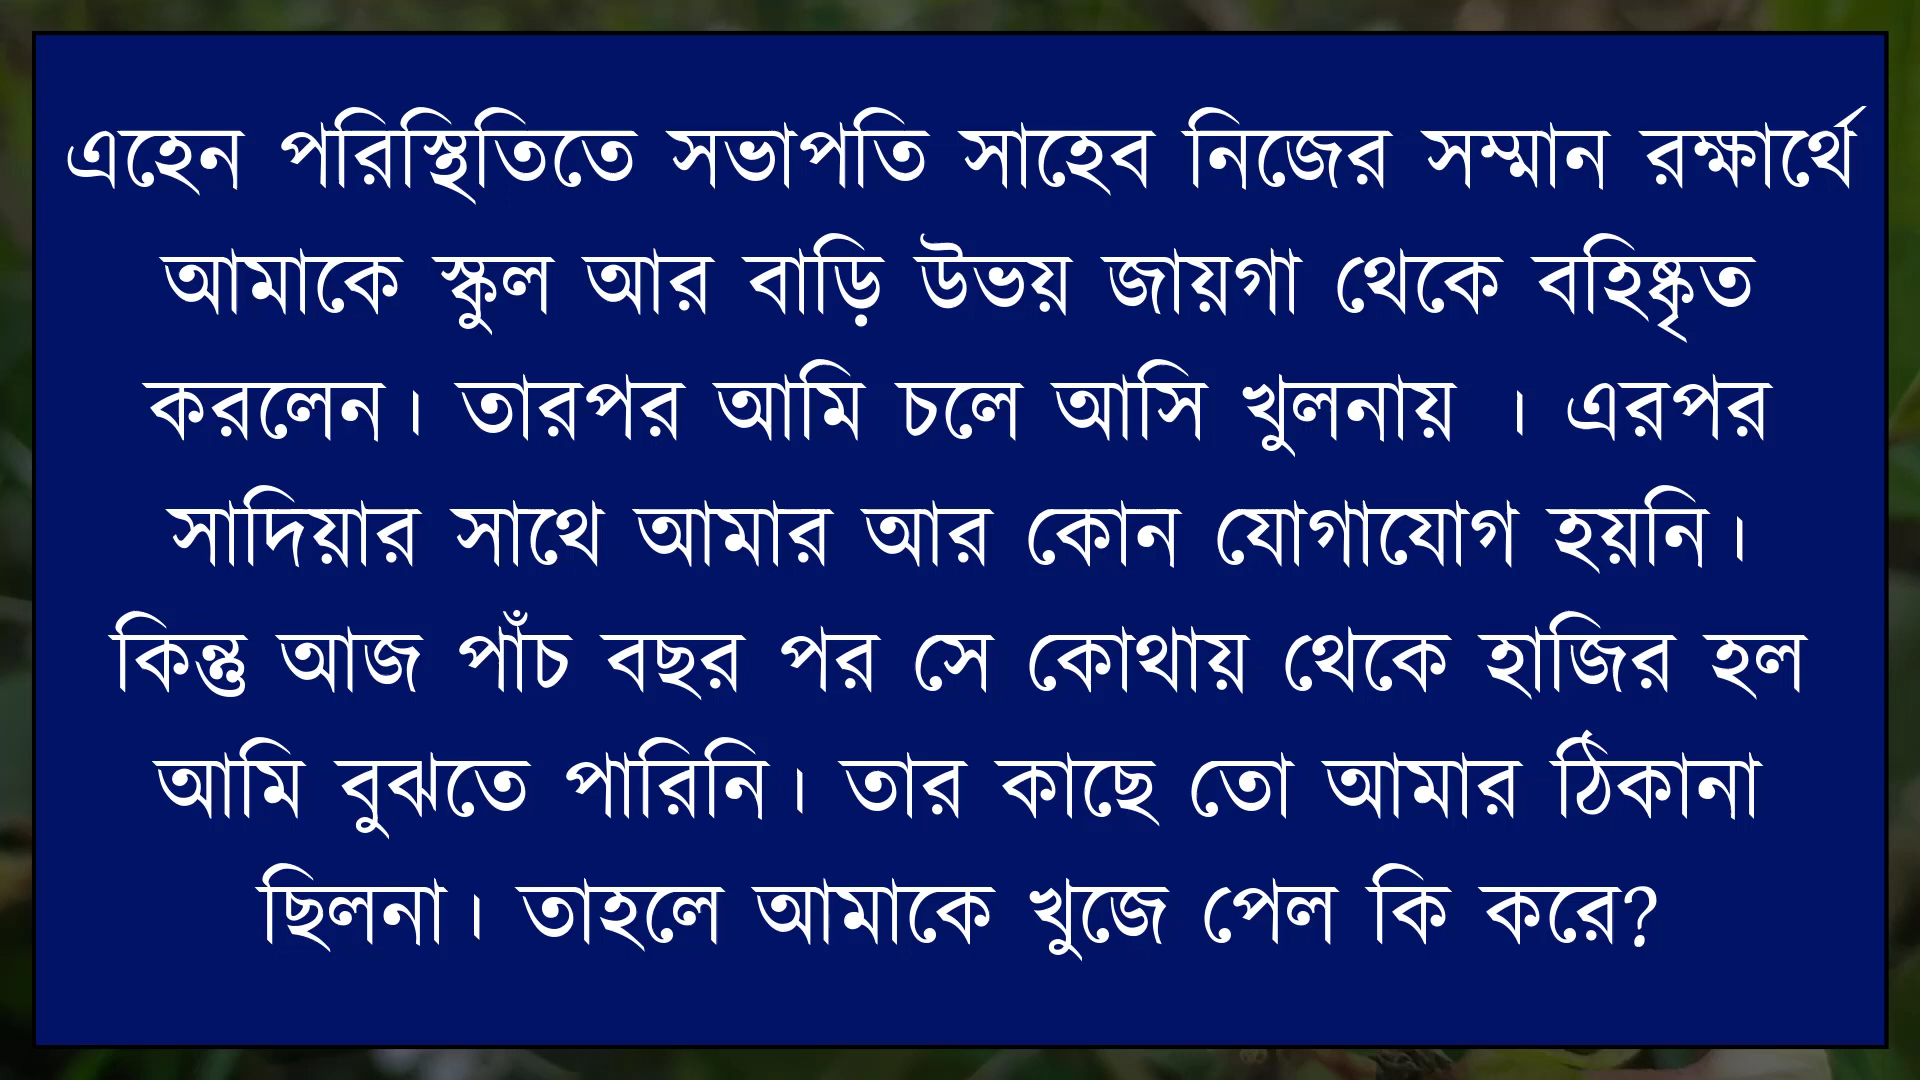 এহেন পরিস্থিতিতে সভাপতি সাহেব নিজের সম্মান রক্ষার্থে
আমাকে স্কুল আর বাড়ি উভয় জায়গা থেকে বহিষ্কৃত
করলেন। তারপর আমি চলে আসি খুলনায় । এরপর
সাদিয়ার সাথে আমার আর কোন যোগাযোগ হয়নি।
কিন্তু আজ পাঁচ বছর পর সে কোথায় থেকে হাজির হল
আমি বুঝতে পারিনি। তার কাছে তো আমার ঠিকানা
ছিলনা। তাহলে আমাকে খুজে পেল কি করে?